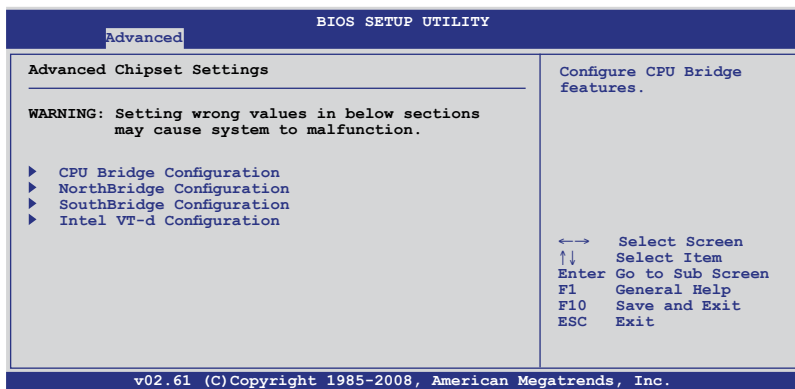 BIOS SETUP UTILITY
Advanced
Advanced Chipset Settings
WARNING: Setting wrong values in below sections
may cause system to malfunction.
CPU Bridge Configuration
NorthBridge Configuration
SouthBridge Configuration
Intel VT-d Configuration
Configure CPU Bridge
features.
←→ Select Screen
↑↓ Select Item
Enter Go to Sub Screen
F1 General Help
F10 Save and Exit
ESC Exit
v02.61 (C)Copyright 1985-2008, American Megatrends, Inc.